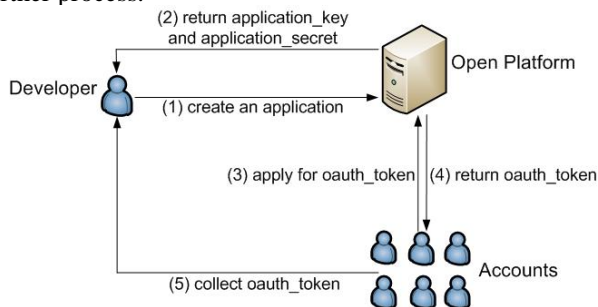 (2) return application_key
and application_secret
Open Platform
Developer
(1) create an application
(3) apply for oauth_token
(4) return oauth_token
Accounts
(5) collect oauth_token